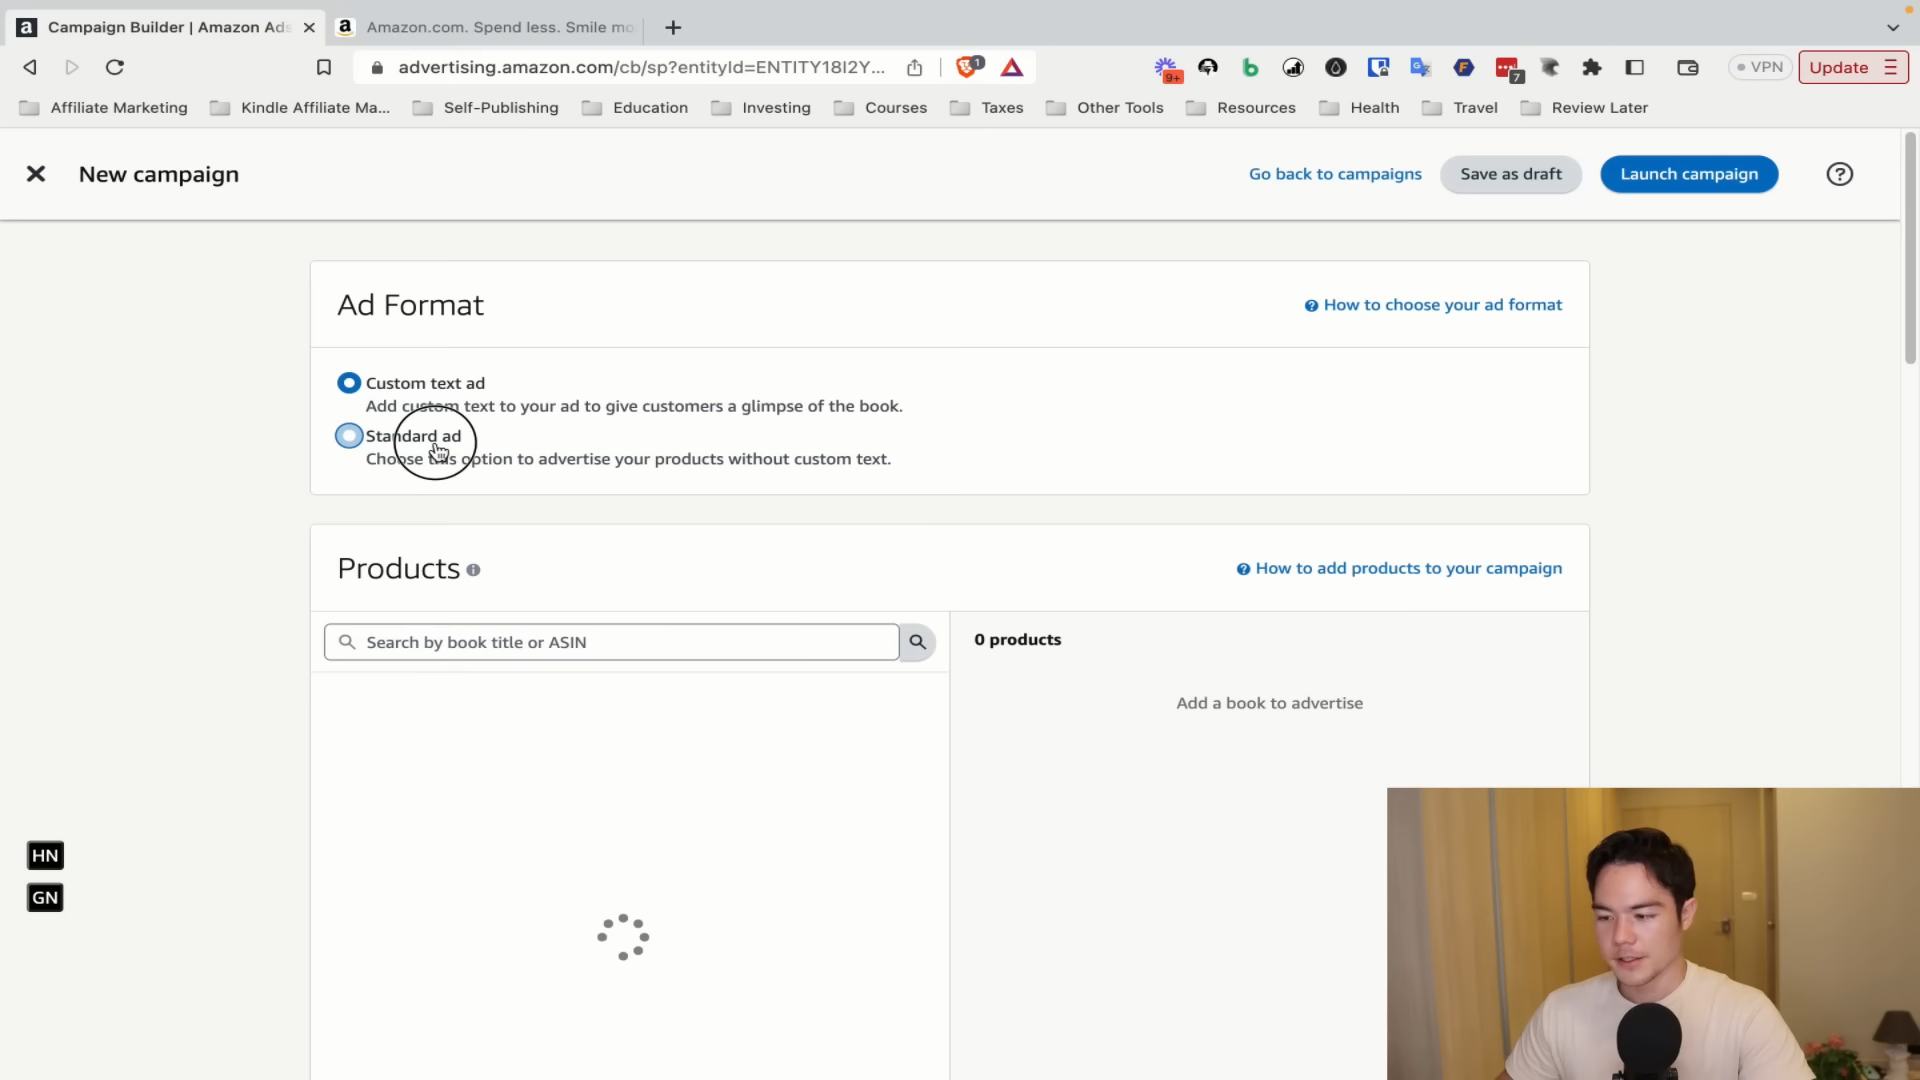 Campaign Builder | Amazon Ads
Amazon.com. Spend less. Smile mo
advertising.amazon.com/cb/sp?entityId=ENTITY18I2Y...
1
9+
7
VPN
Update
Affiliate Marketing
Kindle Affiliate Ma...
Self-Publishing
Education
Investing
Courses
Taxes
Other Tools
Resources
Health
Travel
Review Later
New campaign
Go back to campaigns
Save as draft
Launch campaign
Ad Format
How to choose your ad format
Custom text ad
Add custom text to your ad to give customers a glimpse of the book.
Standard ad
Choose this option to advertise your products without custom text.
Products
How to add products to your campaign
Search by book title or ASIN
0 products
Add a book to advertise
HN
GN